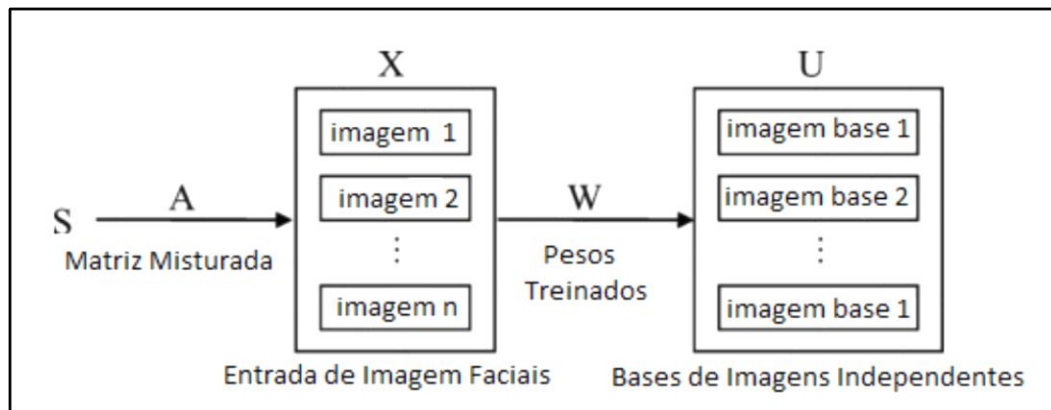 X
U
imagem 1
imagem base 1
A
imagem 2
W
imagem base 2
S
Matriz Misturada
⋮
Pesos
Treinados
⋮
imagem n
imagem base 1
Entrada de Imagem Faciais
Bases de Imagens Independentes